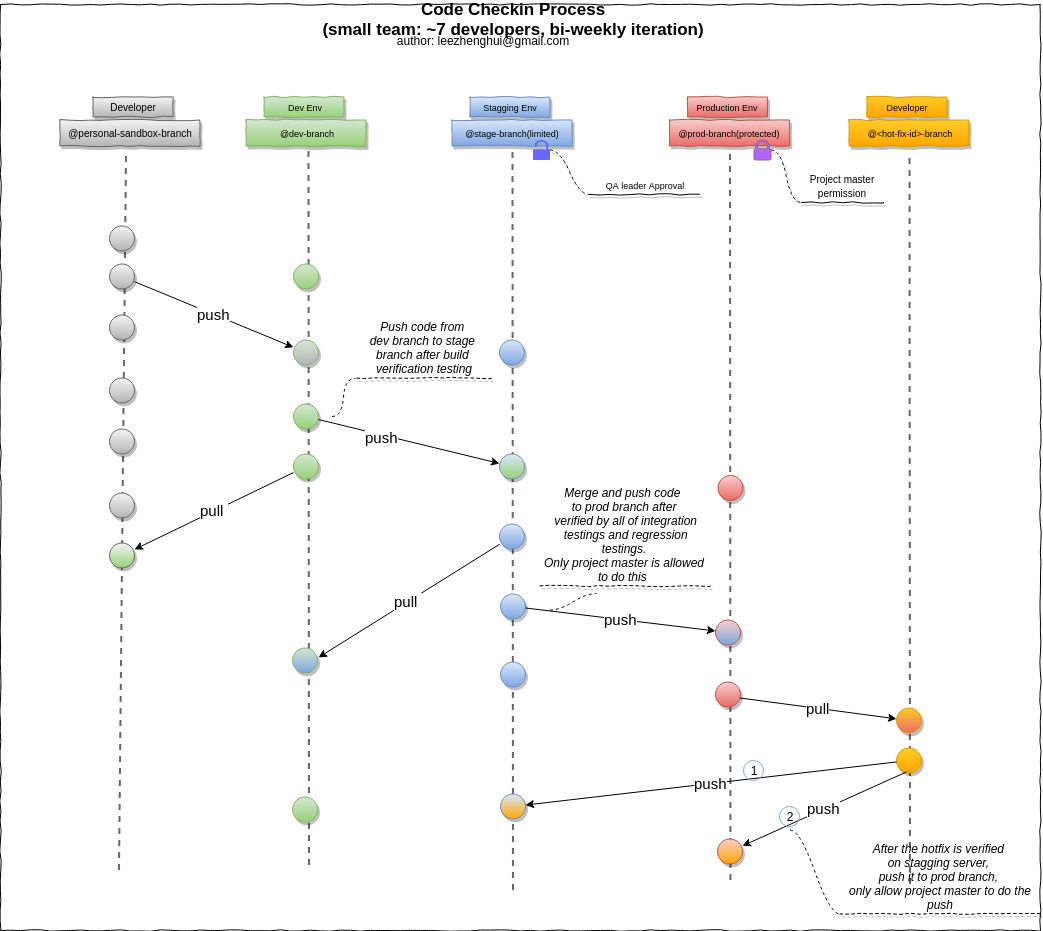 Code Checkin Process
(small team: ~7 developers, bi-weekly iteration)
author: leezhenghui@gmail.com
Developer
@personal-sandbox-branch
Dev Env
@dev-branch
Stagging Env
@stage-branch(limited)
Production Env
@prod-branch(protected)
Developer
@<hot-fix-id>-branch
QA leader Approval
Project master
permission
push
Push code from
dev branch to stage
branch after build
verification testing
push
pull
Merge and push code
to prod branch after
verified by all of integration
testings and regression
testings.
Only project master is allowed
to do this
pull
push
pull
1
push
2
push
After the hotfix is verified
on stagging server,
push it to prod branch,
only allow project master to do the
push